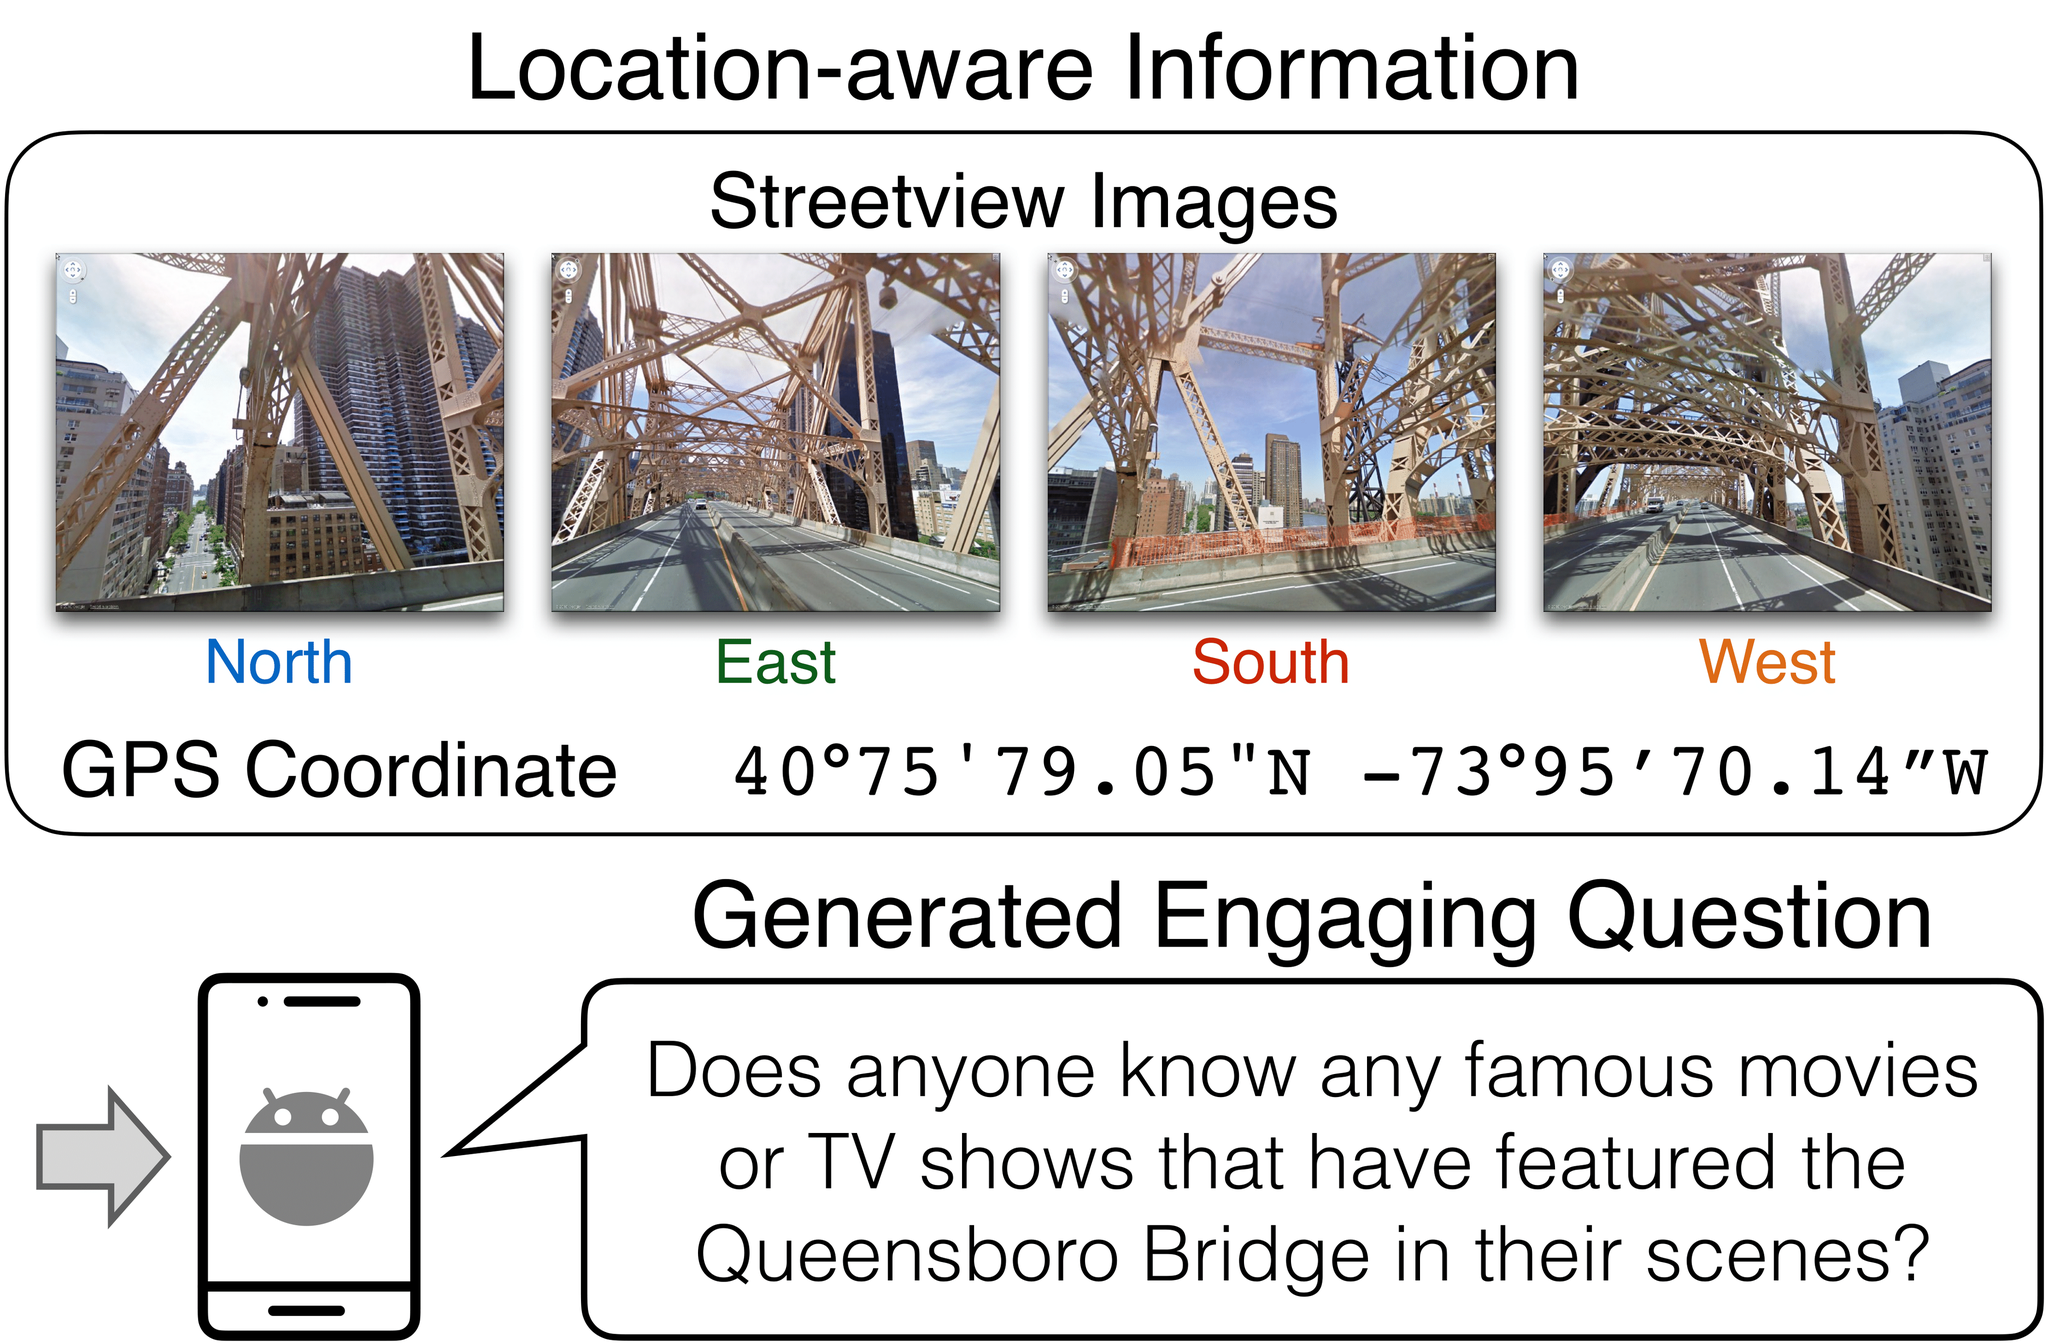 Location-aware Information
Streetview Images
North
East
South
West
GPS Coordinate 40°75'79.05"N −73°95’70.14”W
Generated Engaging Question
Does anyone know any famous movies
or TV shows that have featured the
Queensboro Bridge in their scenes?